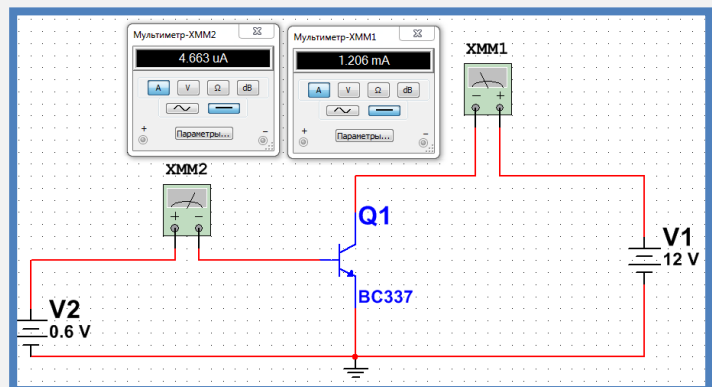 Мультиметр-XMM2
4.663 uA
A V Ω dB
+ Параметры... -
Мультиметр-XMM1
1.206 mA
A V Ω dB
+ Параметры... -
XMM1
- +
XMM2
+ -
Q1
BC337
V1
12 V
V2
0.6 V